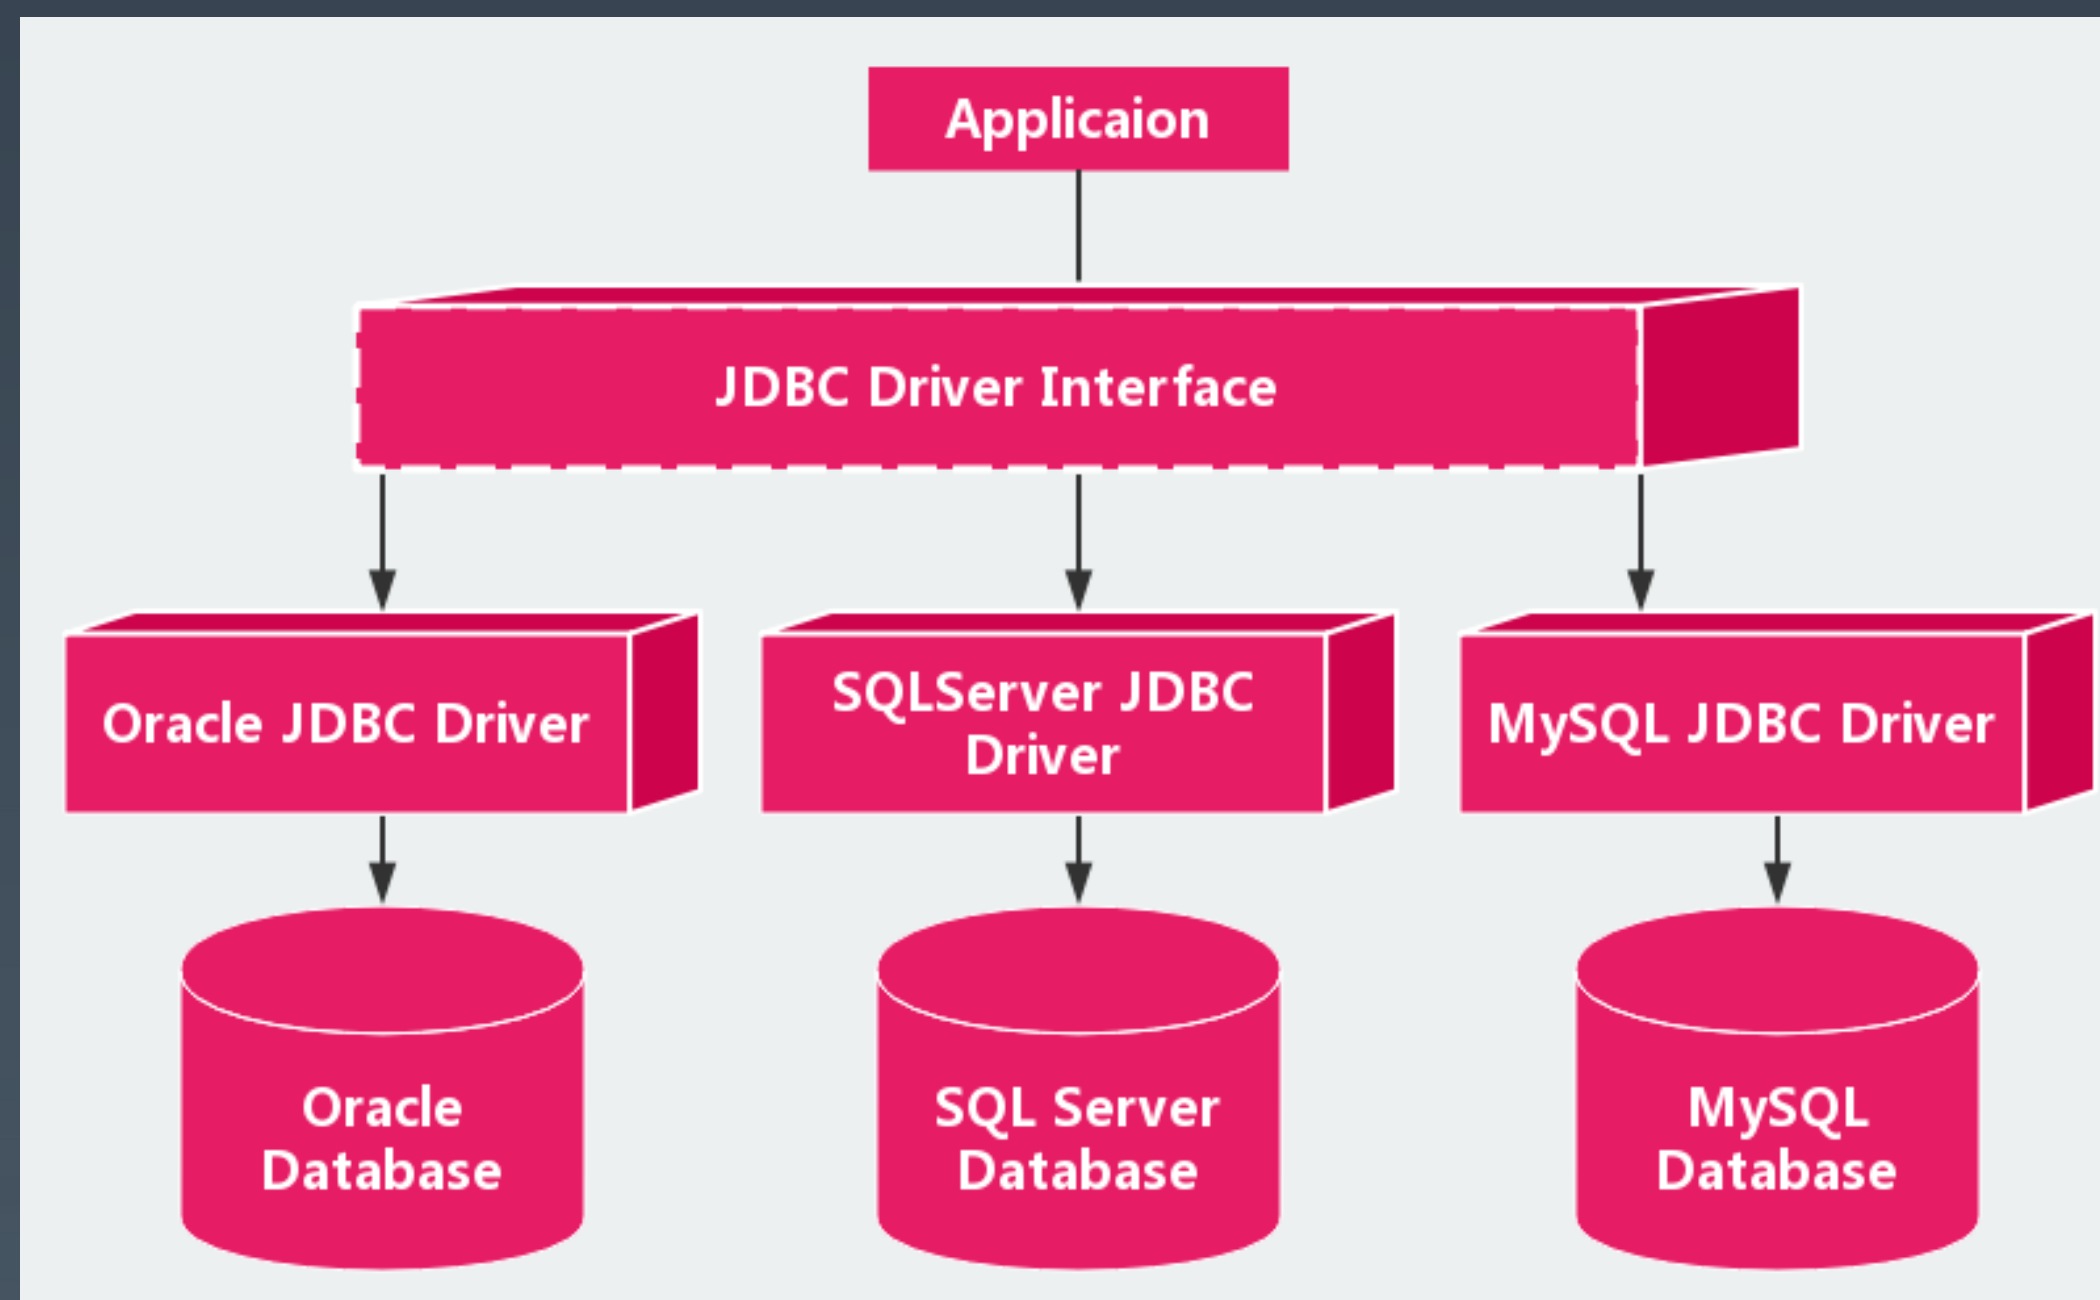 Applicaion
JDBC Driver Interface
Oracle JDBC Driver
SQLServer JDBC
Driver
MySQL JDBC Driver
Oracle
Database
SQL Server
Database
MySQL
Database